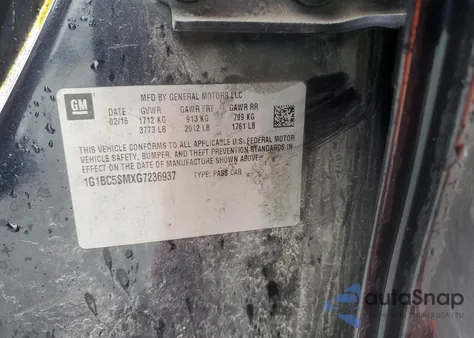 GM
MFD BY GENERAL MOTORS LLC
DATE GVWR GAWR FRT GAWR RR
02/16 1712 KG 913 KG 799 KG
3773 LB 2012 LB 1761 LB
THIS VEHICLE CONFORMS TO ALL APPLICABLE U.S. FEDERAL MOTOR
VEHICLE SAFETY, BUMPER, AND THEFT PREVENTION STANDARDS IN
EFFECT ON THE DATE OF MANUFACTURE SHOWN ABOVE.
1G1BC5SMXG7236937 TYPE: PASS CAR
autoSnap